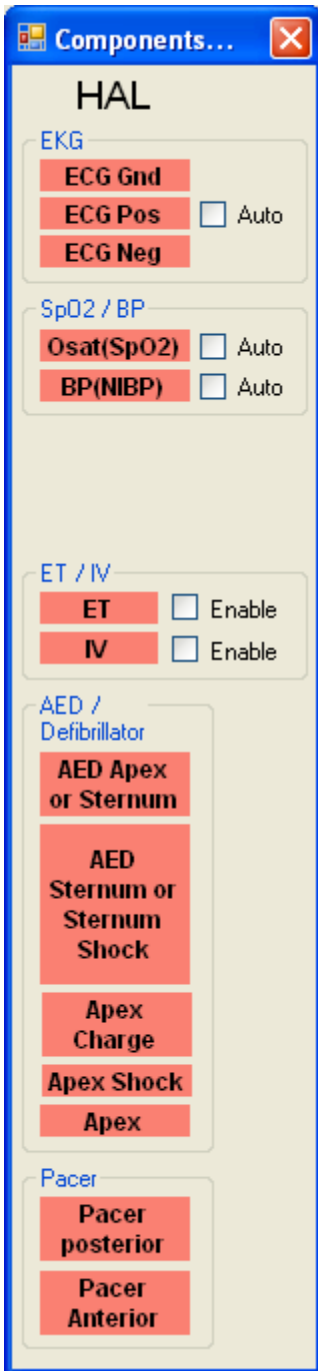 Components...
HAL
EKG
ECG Gnd
ECG Pos Auto
ECG Neg
SpO2 / BP
Osat(SpO2) Auto
BP(NIBP) Auto
ET / IV
ET Enable
IV Enable
AED /
Defibrillator
AED Apex
or Sternum
AED
Sternum or
Sternum
Shock
Apex
Charge
Apex Shock
Apex
Pacer
Pacer
posterior
Pacer
Anterior